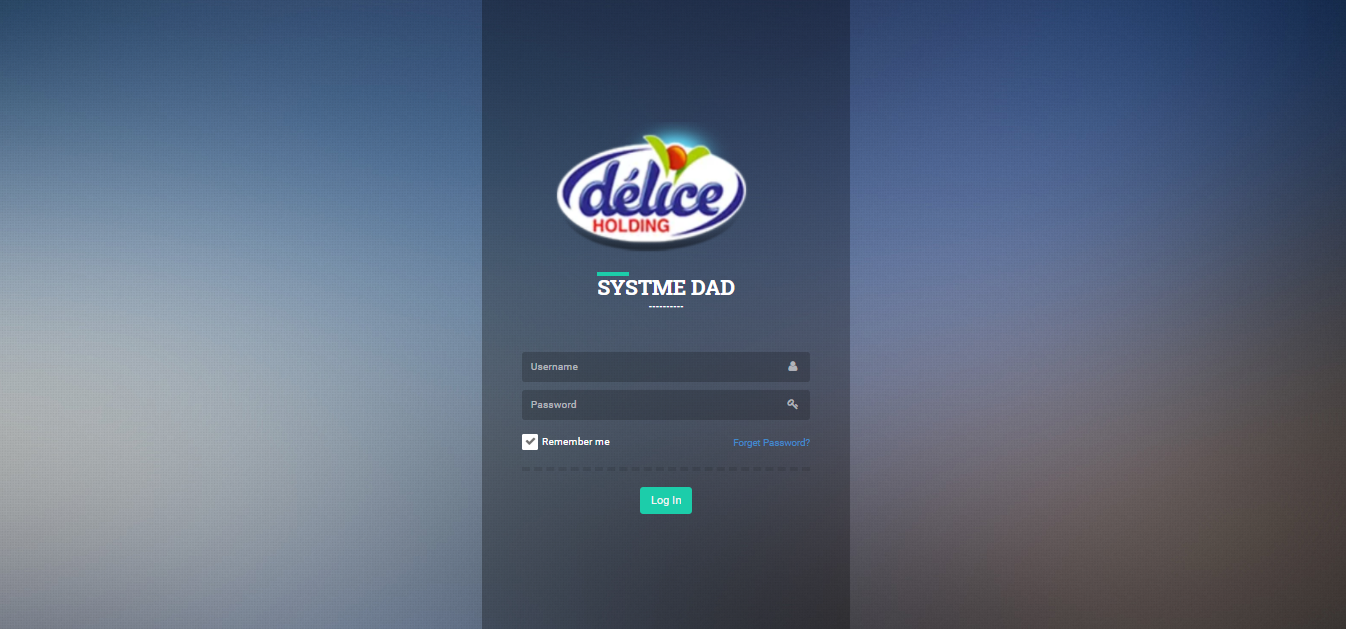 délice
HOLDING
SYSTME DAD
----------
Username
Password
Remember me
Forget Password?
Log In